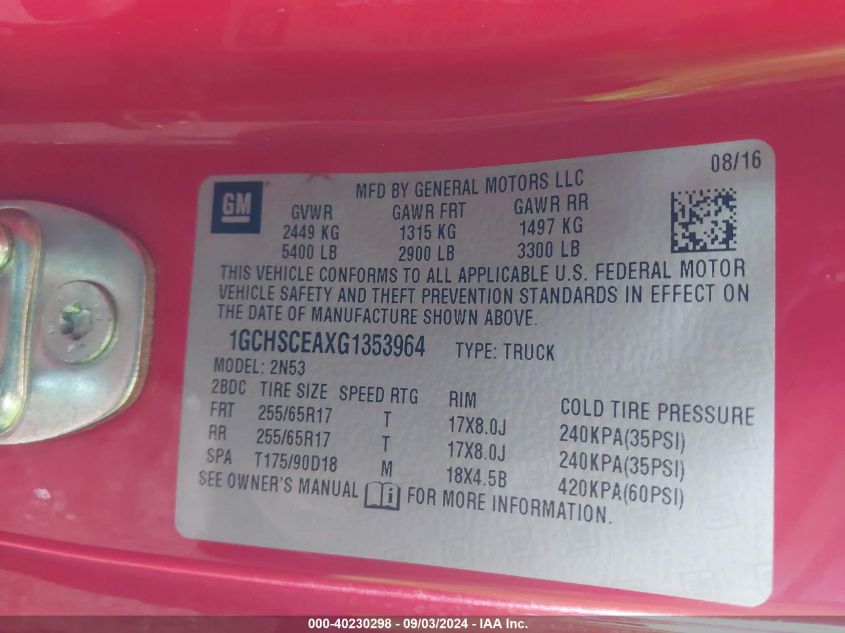 08/16
GM
MFD BY GENERAL MOTORS LLC
GVWR GAWR FRT GAWR RR
2449 KG 1315 KG 1497 KG
5400 LB 2900 LB 3300 LB
THIS VEHICLE CONFORMS TO ALL APPLICABLE U.S. FEDERAL MOTOR
VEHICLE SAFETY AND THEFT PREVENTION STANDARDS IN EFFECT ON
THE DATE OF MANUFACTURE SHOWN ABOVE.
1GCHSCEAXG1353964 TYPE: TRUCK
MODEL: 2N53
2BDC TIRE SIZE SPEED RTG RIM COLD TIRE PRESSURE
FRT 255/65R17 T 17X8.0J 240KPA(35PSI)
RR 255/65R17 T 17X8.0J 240KPA(35PSI)
SPA T175/90D18 M 18X4.5B 420KPA(60PSI)
SEE OWNER'S MANUAL FOR MORE INFORMATION.
000-40230298 - 09/03/2024 - IAA Inc.